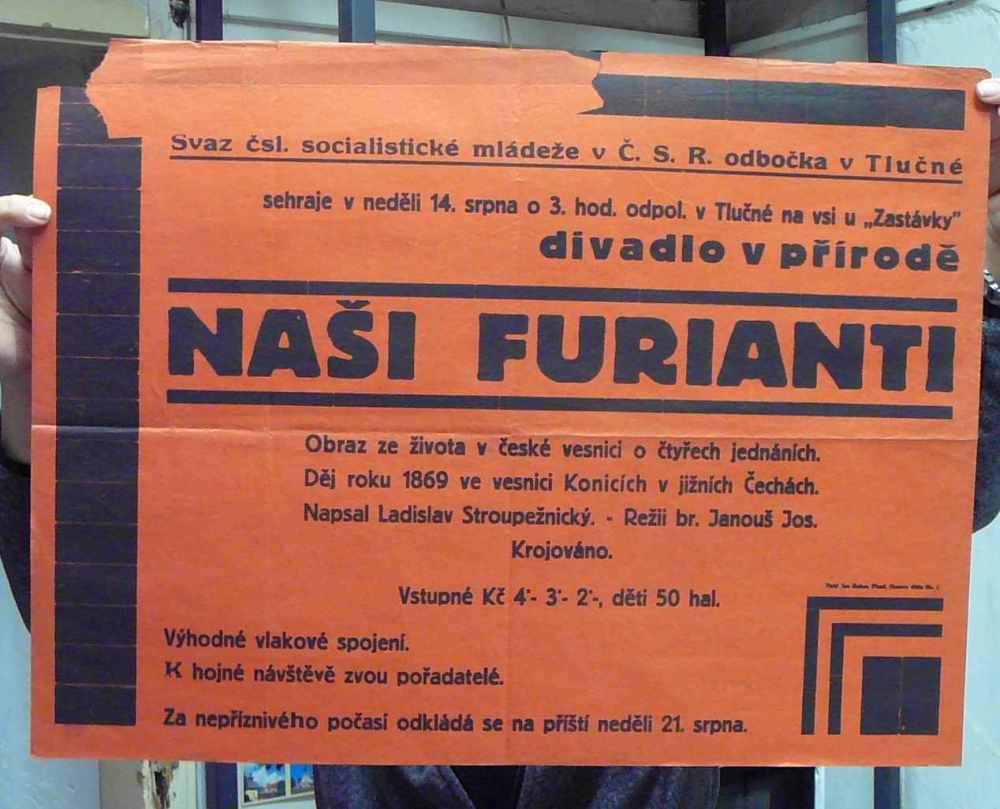 Svaz čsl. socialistické mládeže v Č. S. R. odbočka v Tlučné
sehraje v neděli 14. srpna o 3. hod. odpol. v Tlučné na vsi u „Zastávky"
divadlo v přírodě
NAŠI FURIANTI
Obraz ze života v české vesnici o čtyřech jednáních.
Děj roku 1869 ve vesnici Konicích v jižních Čechách.
Napsal Ladislav Stroupežnický. - Režii br. Janouš Jos.
Krojováno.
Vstupné Kč 4·- 3·- 2·-, děti 50 hal.
Výhodné vlakové spojení.
K hojné návštěvě zvou pořadatelé.
Za nepříznivého počasí odkládá se na příští neděli 21. srpna.